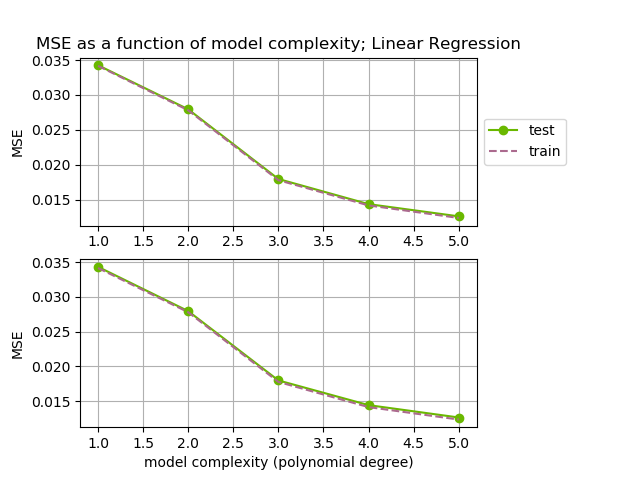 MSE as a function of model complexity; Linear Regression
0.035
0.030
0.025
0.020
0.015
MSE
1.0 1.5 2.0 2.5 3.0 3.5 4.0 4.5 5.0
test
train
0.035
0.030
0.025
0.020
0.015
MSE
1.0 1.5 2.0 2.5 3.0 3.5 4.0 4.5 5.0
model complexity (polynomial degree)